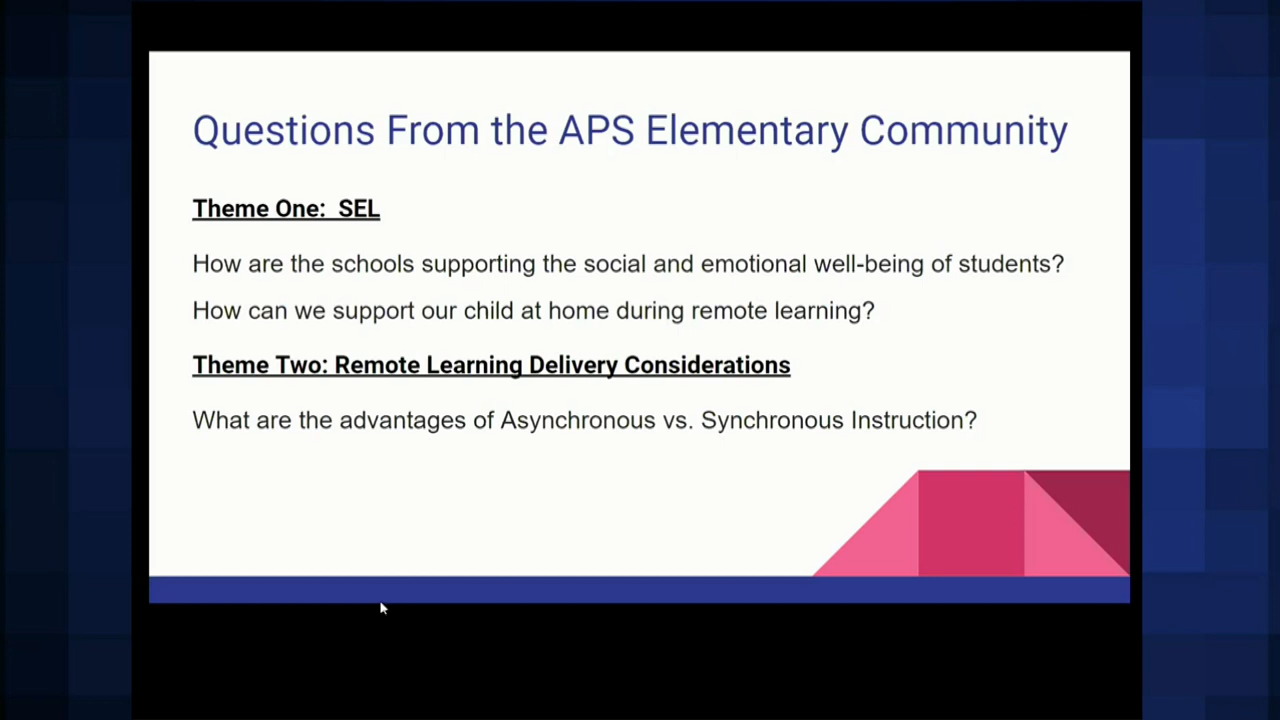 Questions From the APS Elementary Community
Theme One:  SEL
How are the schools supporting the social and emotional well-being of students?
How can we support our child at home during remote learning?
Theme Two: Remote Learning Delivery Considerations
What are the advantages of Asynchronous vs. Synchronous Instruction?